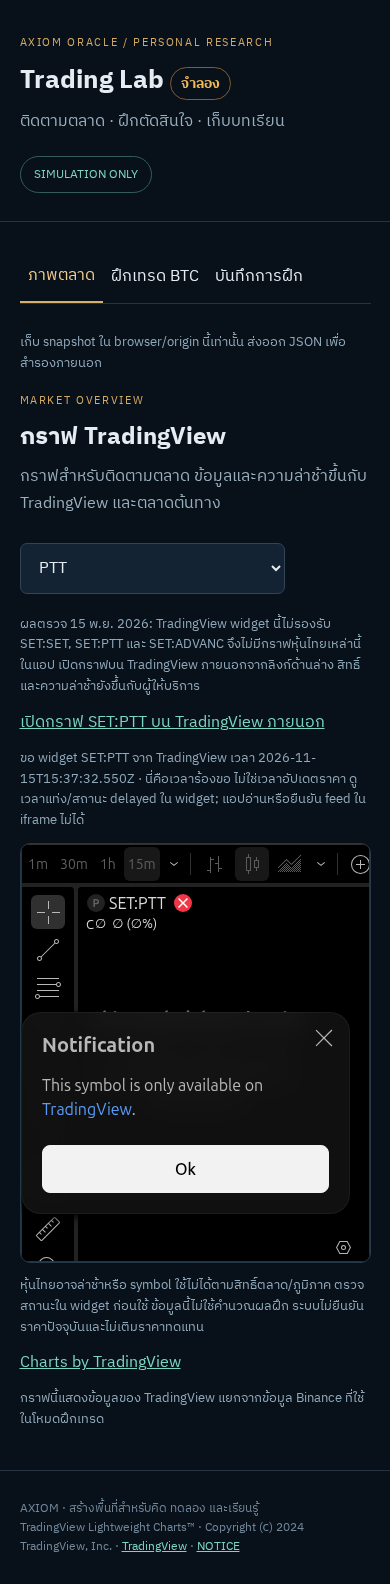 AXIOM ORACLE / PERSONAL RESEARCH
Trading Lab จำลอง
ติดตามตลาด · ฝึกตัดสินใจ · เก็บบทเรียน
SIMULATION ONLY
ภาพตลาด ฝึกเทรด BTC บันทึกการฝึก
เก็บ snapshot ใน browser/origin นี้เท่านั้น ส่งออก JSON เพื่อ
สำรองภายนอก
MARKET OVERVIEW
กราฟ TradingView
กราฟสำหรับติดตามตลาด ข้อมูลและความล่าช้าขึ้นกับ
TradingView และตลาดต้นทาง
PTT
ผลตรวจ 15 พ.ย. 2026: TradingView widget นี้ไม่รองรับ
SET:SET, SET:PTT และ SET:ADVANC จึงไม่มีกราฟหุ้นไทยเหล่านี้
ในแอป เปิดกราฟบน TradingView ภายนอกจากลิงก์ด้านล่าง สิทธิ์
และความล่าช้ายังขึ้นกับผู้ให้บริการ
เปิดกราฟ SET:PTT บน TradingView ภายนอก
ขอ widget SET:PTT จาก TradingView เวลา 2026-11-
15T15:37:32.550Z · นี่คือเวลาร้องขอ ไม่ใช่เวลาอัปเดตราคา ดู
เวลาแท่ง/สถานะ delayed ใน widget; แอปอ่านหรือยืนยัน feed ใน
iframe ไม่ได้
1m 30m 1h 15m
P SET:PTT
C∅ ∅ (∅%)
Notification
This symbol is only available on
TradingView.
Ok
หุ้นไทยอาจล่าช้าหรือ symbol ใช้ไม่ได้ตามสิทธิ์ตลาด/ภูมิภาค ตรวจ
สถานะใน widget ก่อนใช้ ข้อมูลนี้ไม่ใช้คำนวณผลฝึก ระบบไม่ยืนยัน
ราคาปัจจุบันและไม่เติมราคาทดแทน
Charts by TradingView
กราฟนี้แสดงข้อมูลของ TradingView แยกจากข้อมูล Binance ที่ใช้
ในโหมดฝึกเทรด
AXIOM · สร้างพื้นที่สำหรับคิด ทดลอง และเรียนรู้
TradingView Lightweight Charts™ · Copyright (c) 2024
TradingView, Inc. · TradingView · NOTICE